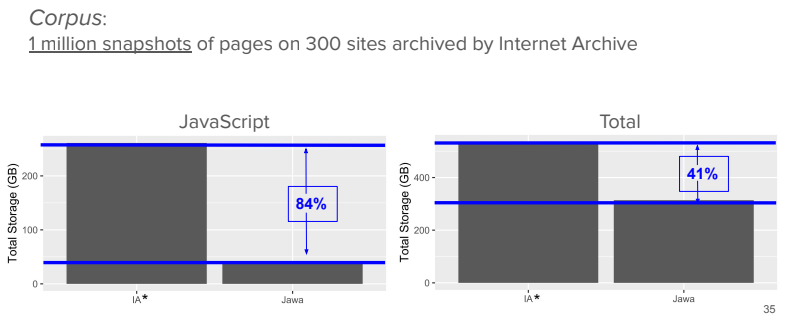 Corpus:
1 million snapshots of pages on 300 sites archived by Internet Archive
JavaScript
Total Storage (GB)
200
100
0
84%
IA*
Jawa
Total
Total Storage (GB)
400
200
0
41%
IA*
Jawa
35